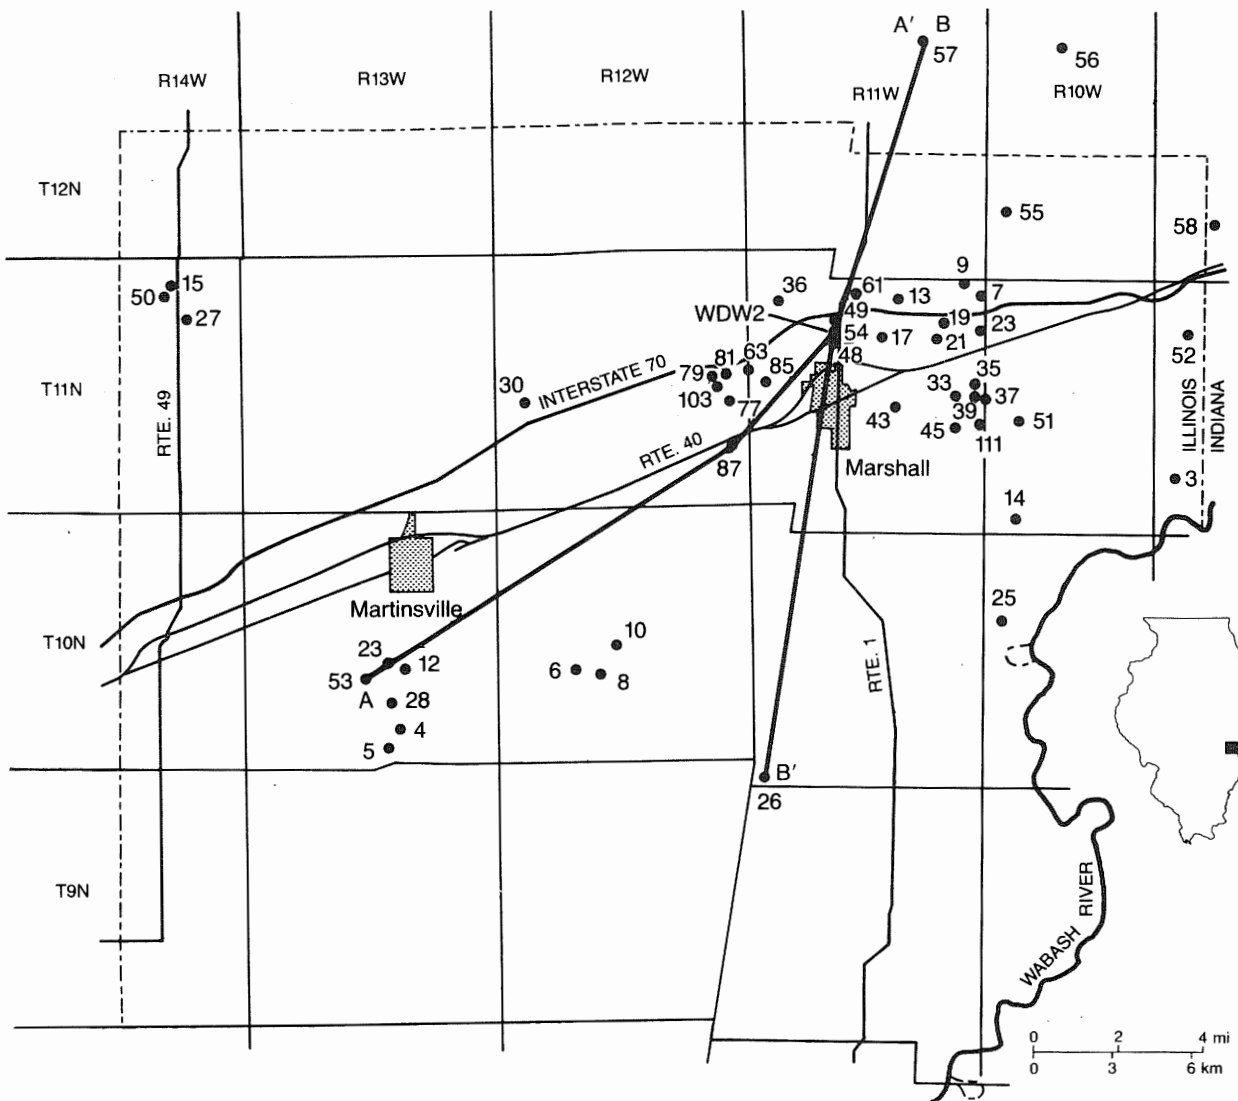 A′ B
57
56
R14W
R13W
R12W
R11W
R10W
T12N
55
58
15
50
27
36
61
13
9
7
WDW2
49
54
48
17
19
21
23
52
T11N
RTE. 49
30
INTERSTATE 70
79
81
63
85
103
77
33
35
37
39
43
45
111
51
ILLINOIS
INDIANA
RTE. 40
87
Marshall
3
14
Martinsville
T10N
23
12
53
A
28
4
5
10
6
8
25
RTE. 1
B′
26
T9N
WABASH RIVER
0 2 4 mi
0 3 6 km